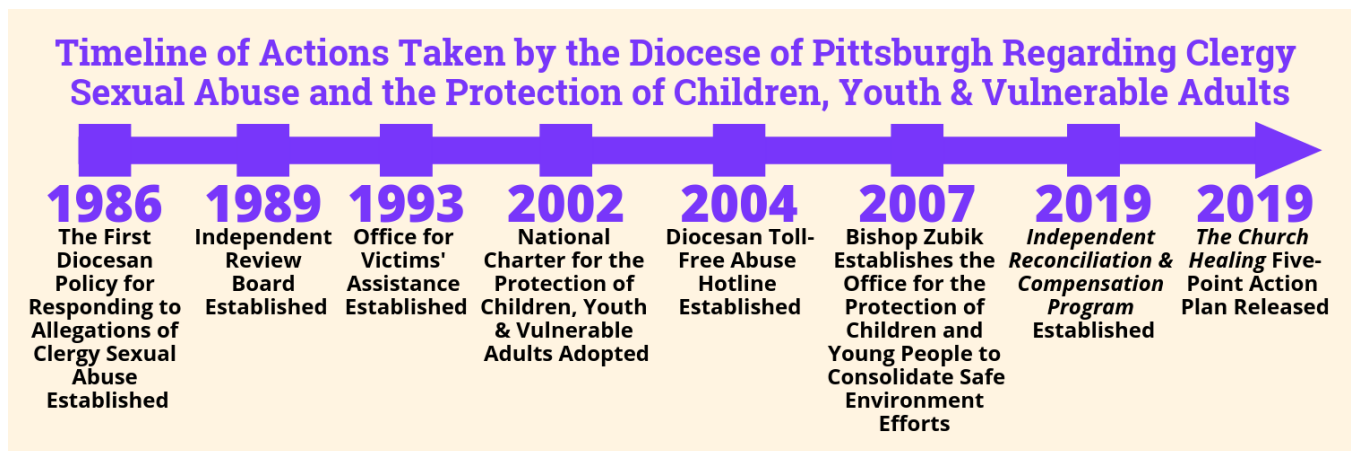 Timeline of Actions Taken by the Diocese of Pittsburgh Regarding Clergy
Sexual Abuse and the Protection of Children, Youth & Vulnerable Adults
1986
The First
Diocesan
Policy for
Responding to
Allegations of
Clergy Sexual
Abuse
Established
1989
Independent
Review
Board
Established
1993
Office for
Victims'
Assistance
Established
2002
National
Charter for the
Protection of
Children, Youth
& Vulnerable
Adults Adopted
2004
Diocesan Toll-
Free Abuse
Hotline
Established
2007
Bishop Zubik
Establishes the
Office for the
Protection of
Children and
Young People to
Consolidate Safe
Environment
Efforts
2019
Independent
Reconciliation &
Compensation
Program
Established
2019
The Church
Healing Five-
Point Action
Plan Released